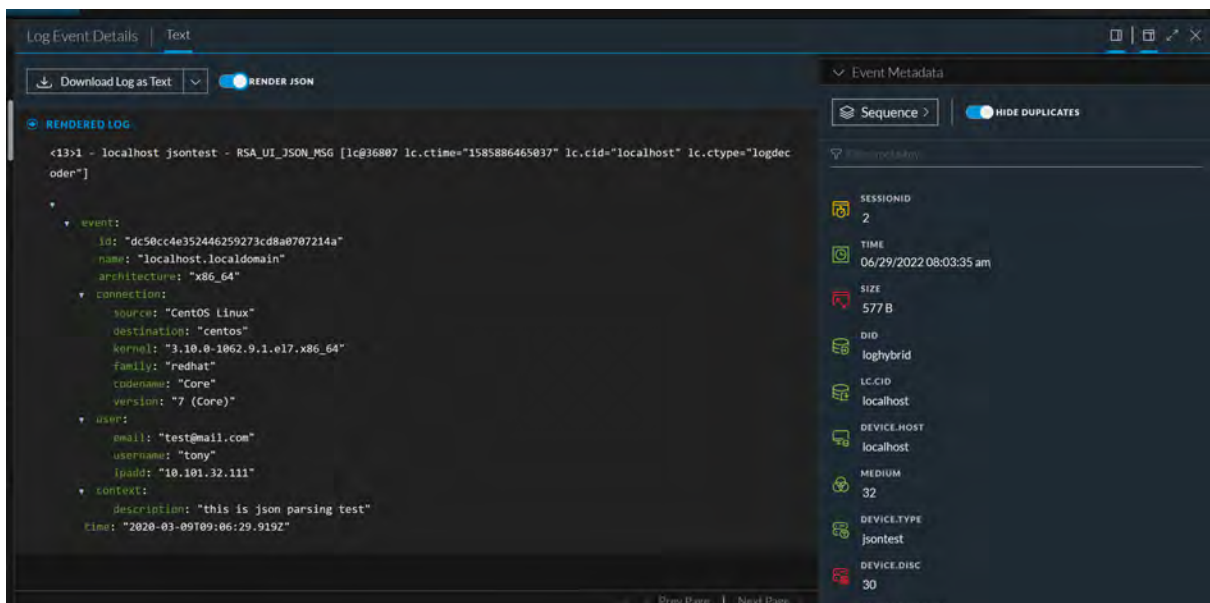 Log Event Details | Text
Download Log as Text
RENDER JSON
RENDERED LOG
<13>1 - localhost jsontest - RSA_UI_JSON_MSG [lc@36807 lc.ctime="1585886465037" lc.cid="localhost" lc.ctype="logdec
oder"]
event:
id: "dc50cc4e352446259273cd8a0707214a"
name: "localhost.localdomain"
architecture: "x86_64"
connection:
source: "CentOS Linux"
destination: "centos"
kernel: "3.10.0-1062.9.1.el7.x86_64"
family: "redhat"
codename: "Core"
version: "7 (Core)"
user:
email: "test@mail.com"
username: "tony"
ipadd: "10.101.32.111"
context:
description: "this is json parsing test"
time: "2020-03-09T09:06:29.919Z"
Prev Page | Next Page
Event Metadata
Sequence >
HIDE DUPLICATES
SESSIONID
2
TIME
06/29/2022 08:03:35 am
SIZE
577 B
DID
loghybrid
LC.CID
localhost
DEVICE.HOST
localhost
MEDIUM
32
DEVICE.TYPE
jsontest
DEVICE.DISC
30